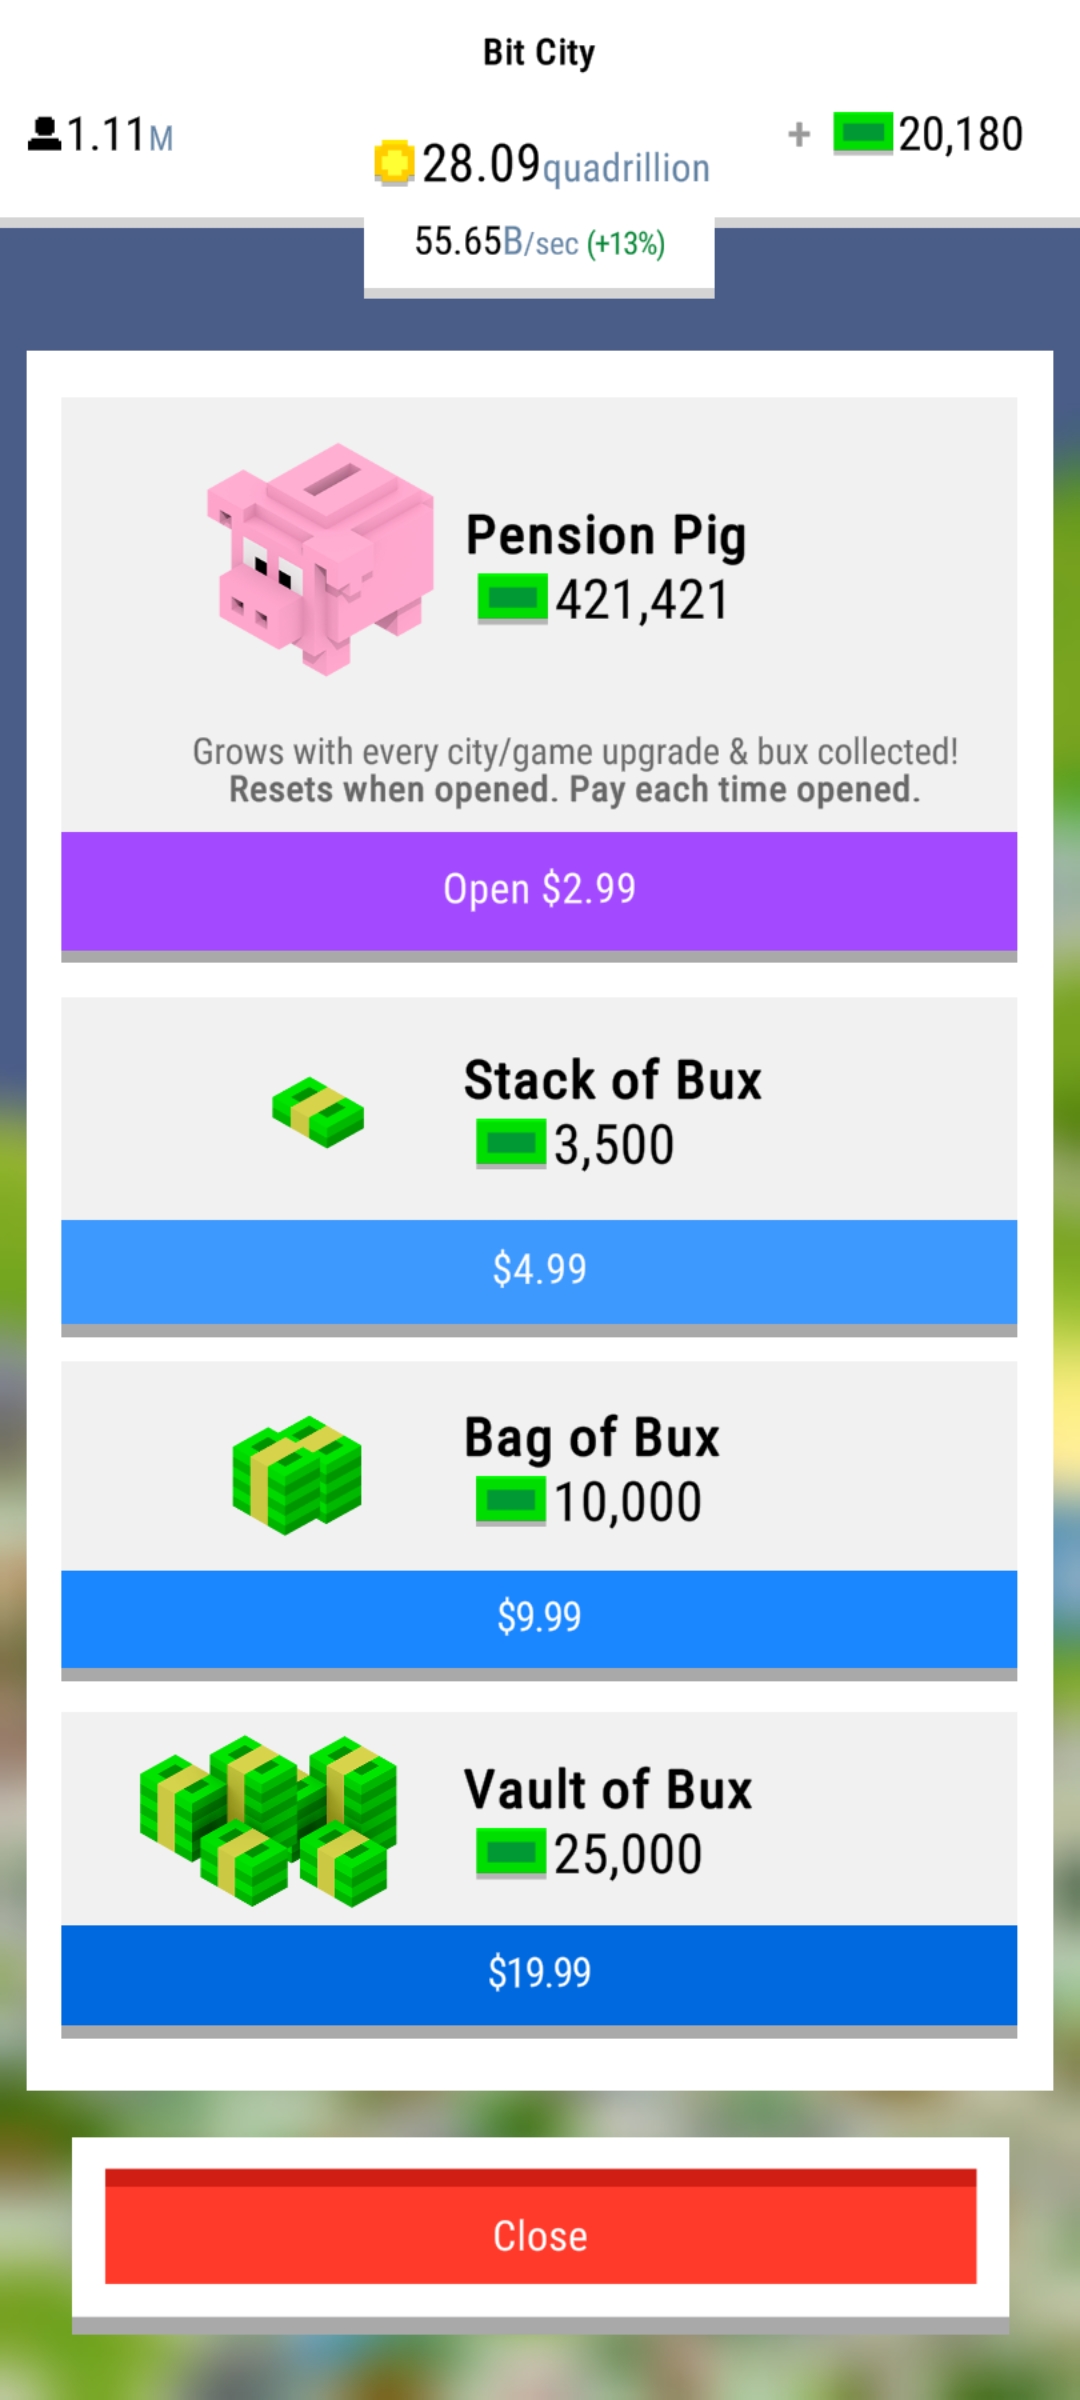 Bit City
1.11M
28.09quadrillion
+ 20,180
55.65B/sec (+13%)
Pension Pig
421,421
Grows with every city/game upgrade & bux collected!
Resets when opened. Pay each time opened.
Open $2.99
Stack of Bux
3,500
$4.99
Bag of Bux
10,000
$9.99
Vault of Bux
25,000
$19.99
Close